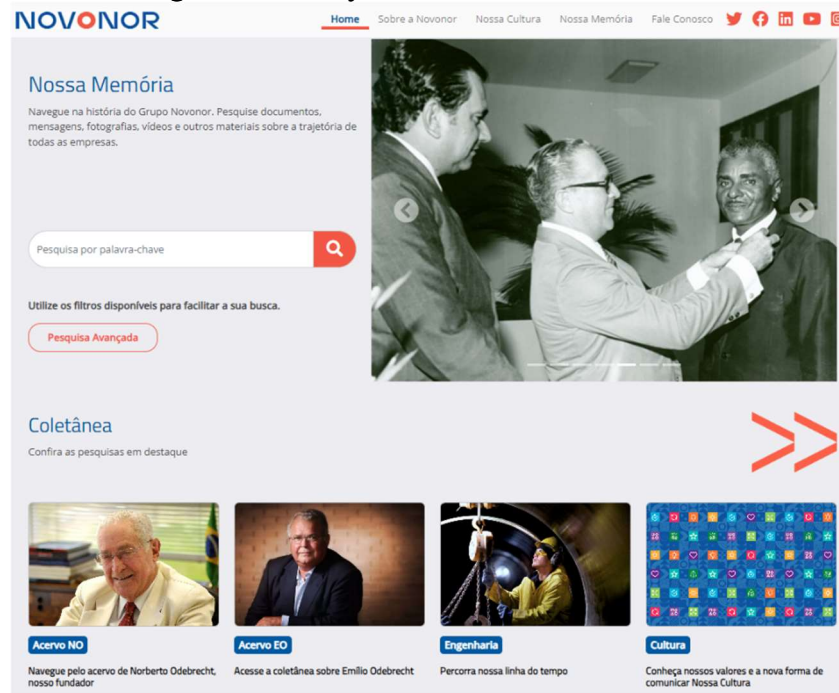 NOVONOR
Home Sobre a Novonor Nossa Cultura Nossa Memória Fale Conosco
Nossa Memória
Navegue na história do Grupo Novonor. Pesquise documentos,
mensagens, fotografias, vídeos e outros materiais sobre a trajetória de
todas as empresas.
Pesquisa por palavra-chave
Utilize os filtros disponíveis para facilitar a sua busca.
Pesquisa Avançada
Coletânea
Confira as pesquisas em destaque
>>
Acervo NO
Navegue pelo acervo de Norberto Odebrecht,
nosso fundador
Acervo EO
Acesse a coletânea sobre Emílio Odebrecht
Engenharia
Percorra nossa linha do tempo
Cultura
Conheça nossos valores e a nova forma de
comunicar Nossa Cultura